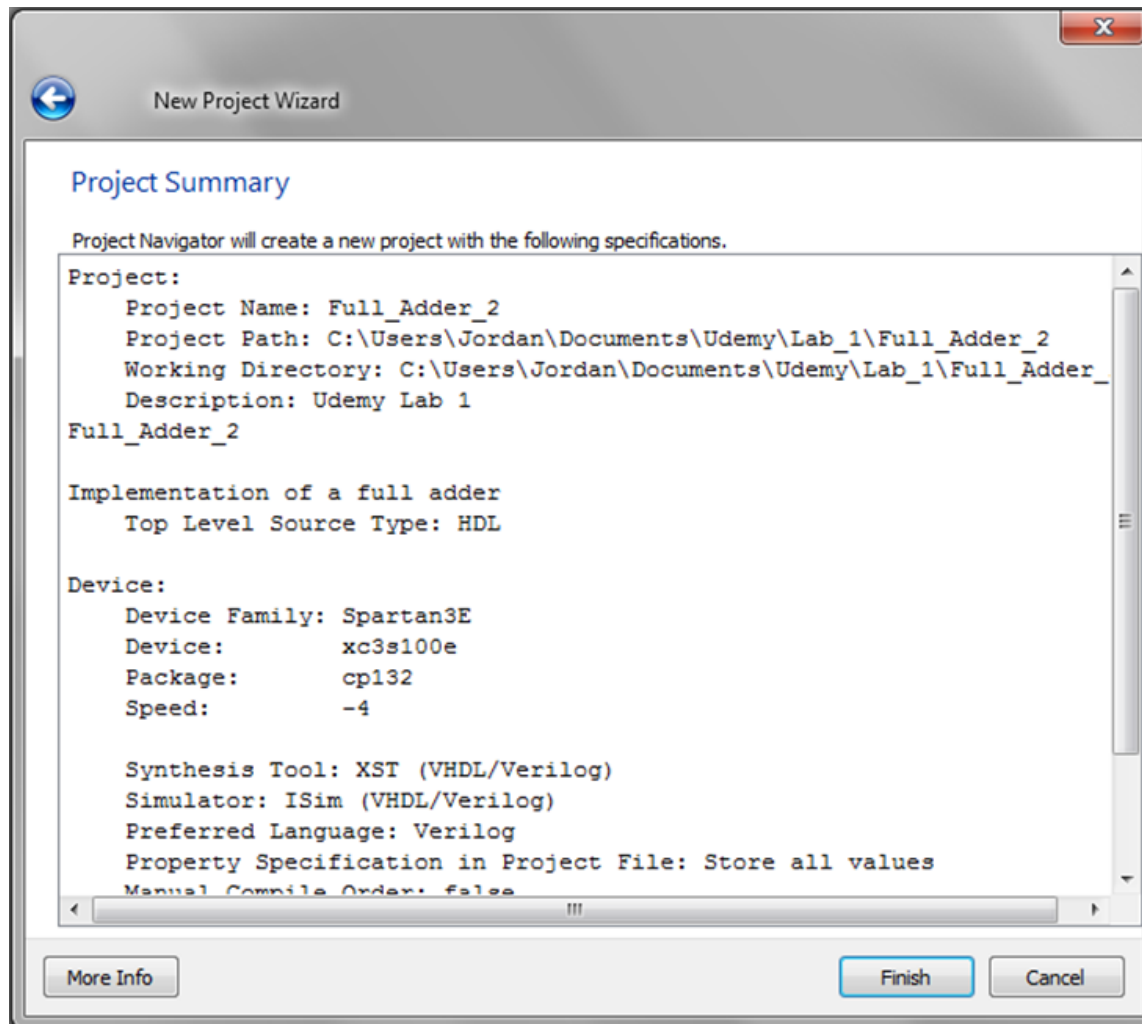 New Project Wizard
Project Summary
Project Navigator will create a new project with the following specifications.
Project:
    Project Name: Full_Adder_2
    Project Path: C:\Users\Jordan\Documents\Udemy\Lab_1\Full_Adder_2
    Working Directory: C:\Users\Jordan\Documents\Udemy\Lab_1\Full_Adder_
    Description: Udemy Lab 1
Full_Adder_2
Implementation of a full adder
    Top Level Source Type: HDL
Device:
    Device Family: Spartan3E
    Device:        xc3s100e
    Package:       cp132
    Speed:         -4
    Synthesis Tool: XST (VHDL/Verilog)
    Simulator: ISim (VHDL/Verilog)
    Preferred Language: Verilog
    Property Specification in Project File: Store all values
    Manual Compile Order: false
More Info Finish Cancel